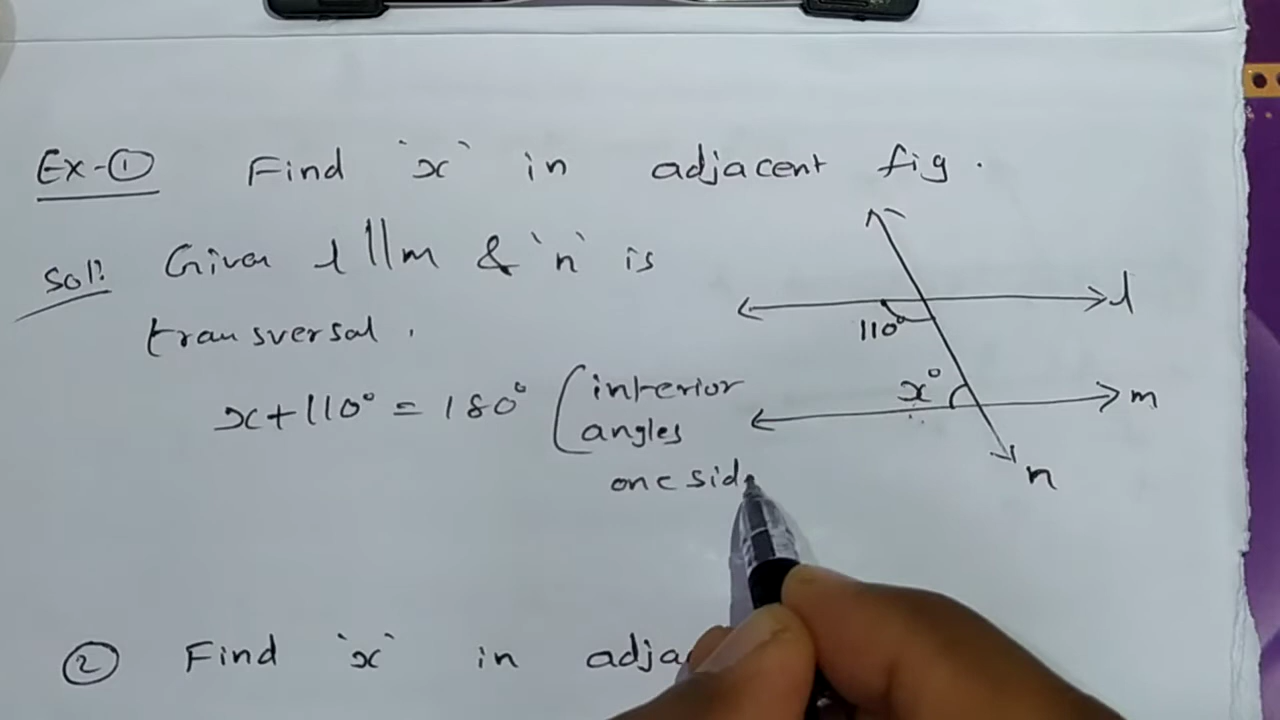 Ex-① Find 'x' in adjacent fig.
Sol: Given l || m & 'n' is
transversal.
x + 110° = 180° (interior
angles
one side
l
110°
x°
m
n
② Find 'x' in